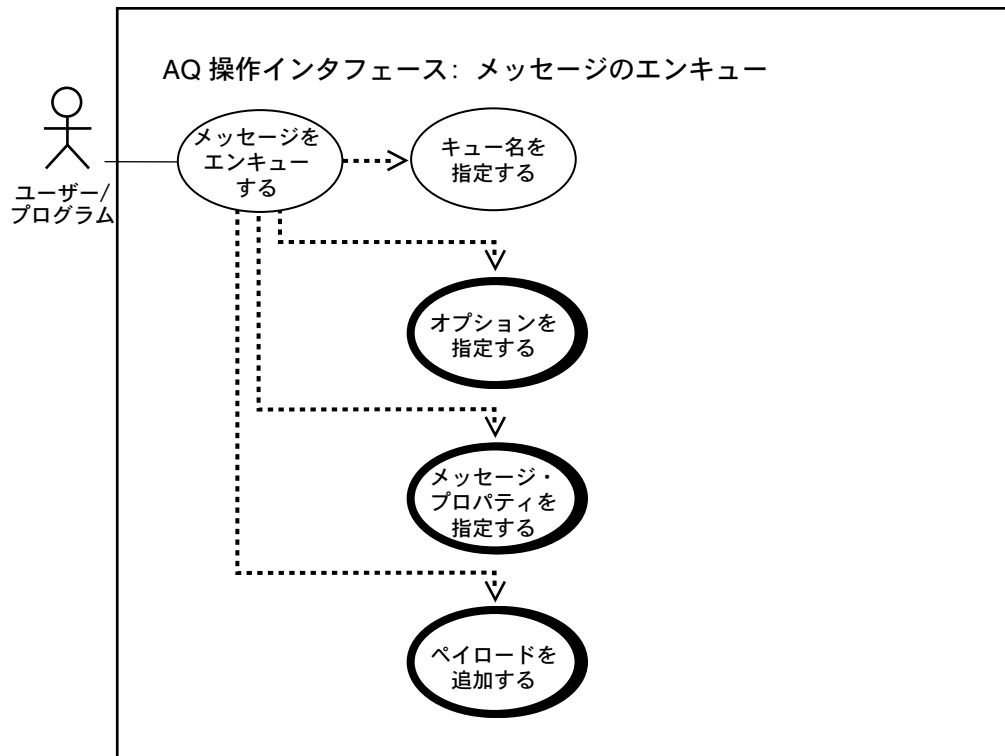 AQ 操作インタフェース: メッセージのエンキュー
メッセージを
エンキュー
する
キュー名を
指定する
ユーザー/
プログラム
オプションを
指定する
メッセージ・
プロパティを
指定する
ペイロードを
追加する